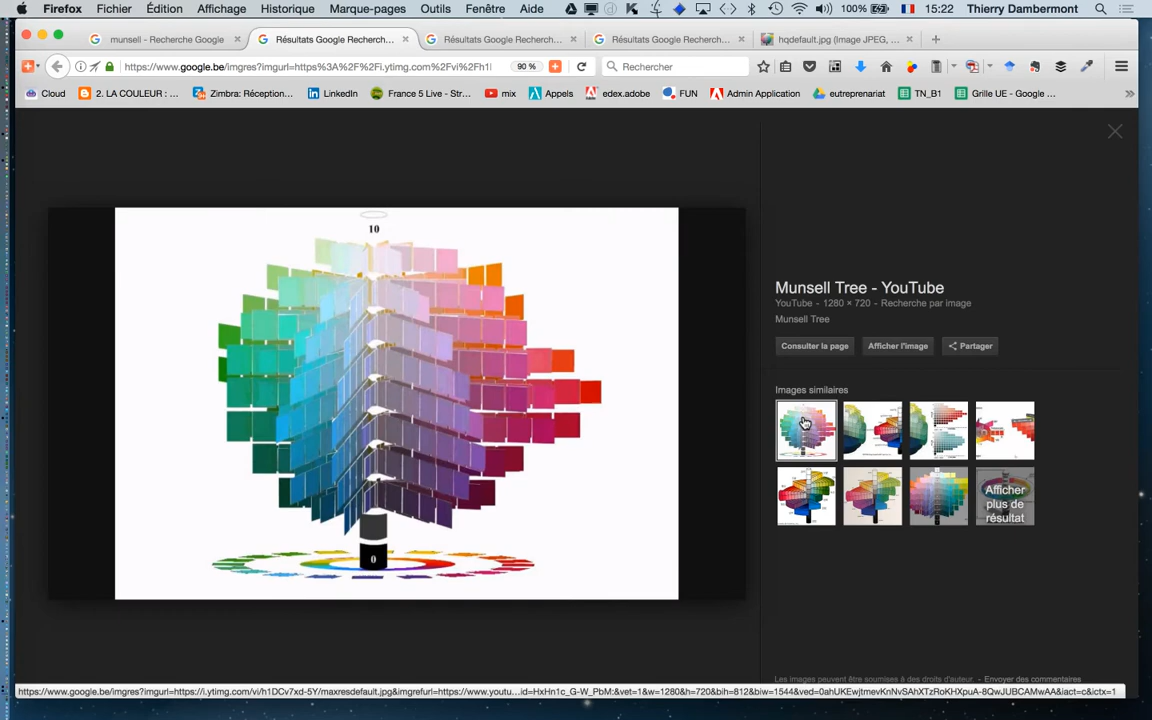 Firefox Fichier Édition Affichage Historique Marque-pages Outils Fenêtre Aide 100% 15:22 Thierry Dambermont
munsell - Recherche Google Résultats Google Recherch... Résultats Google Recherch... Résultats Google Recherch... hqdefault.jpg (Image JPEG, ...
https://www.google.be/imgres?imgurl=https%3A%2F%2Fi.ytimg.com%2Fvi%2Fh1 90 % Rechercher
Cloud 2. LA COULEUR : ... Zimbra: Réception... LinkedIn France 5 Live - Str... mix Appels edex.adobe FUN Admin Application eutreprenariat TN_B1 Grille UE - Google ...
10
0
Munsell Tree - YouTube
YouTube - 1280 × 720 - Recherche par image
Munsell Tree
Consulter la page Afficher l'image Partager
Images similaires
Afficher
plus de
résultat
Les images peuvent être soumises à des droits d'auteur. - Envoyer des commentaires